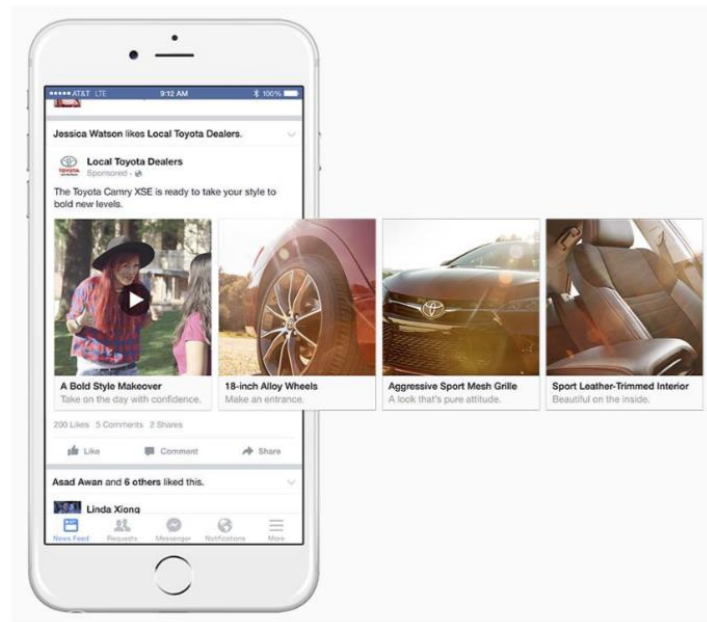 AT&T LTE 9:12 AM 100%
Jessica Watson likes Local Toyota Dealers.
TOYOTA
Local Toyota Dealers
Sponsored ·
The Toyota Camry XSE is ready to take your style to
bold new levels.
A Bold Style Makeover
Take on the day with confidence.
18-inch Alloy Wheels
Make an entrance.
Aggressive Sport Mesh Grille
A look that's pure attitude.
Sport Leather-Trimmed Interior
Beautiful on the inside.
200 Likes 5 Comments 2 Shares
Like Comment Share
Asad Awan and 6 others liked this.
Linda Xiong
News Feed Requests Messenger Notifications More